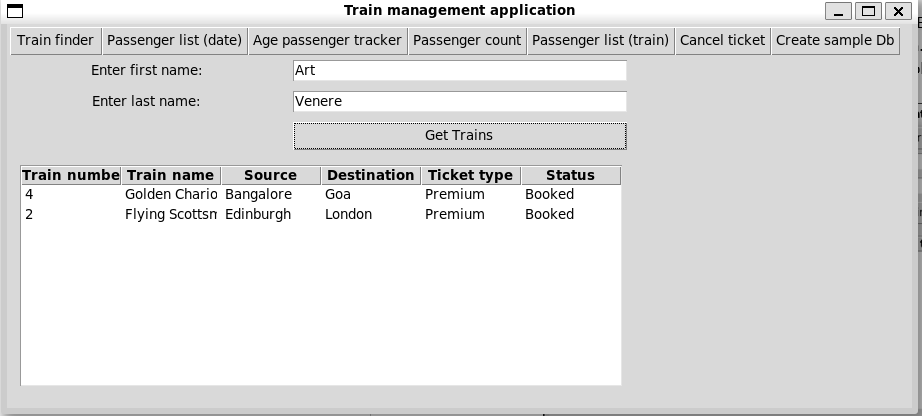 Train management application
Train finder Passenger list (date) Age passenger tracker Passenger count Passenger list (train) Cancel ticket Create sample Db
Enter first name: Art
Enter last name: Venere
Get Trains
Train numbe Train name Source Destination Ticket type Status
4 Golden Chario Bangalore Goa Premium Booked
2 Flying Scottsm Edinburgh London Premium Booked